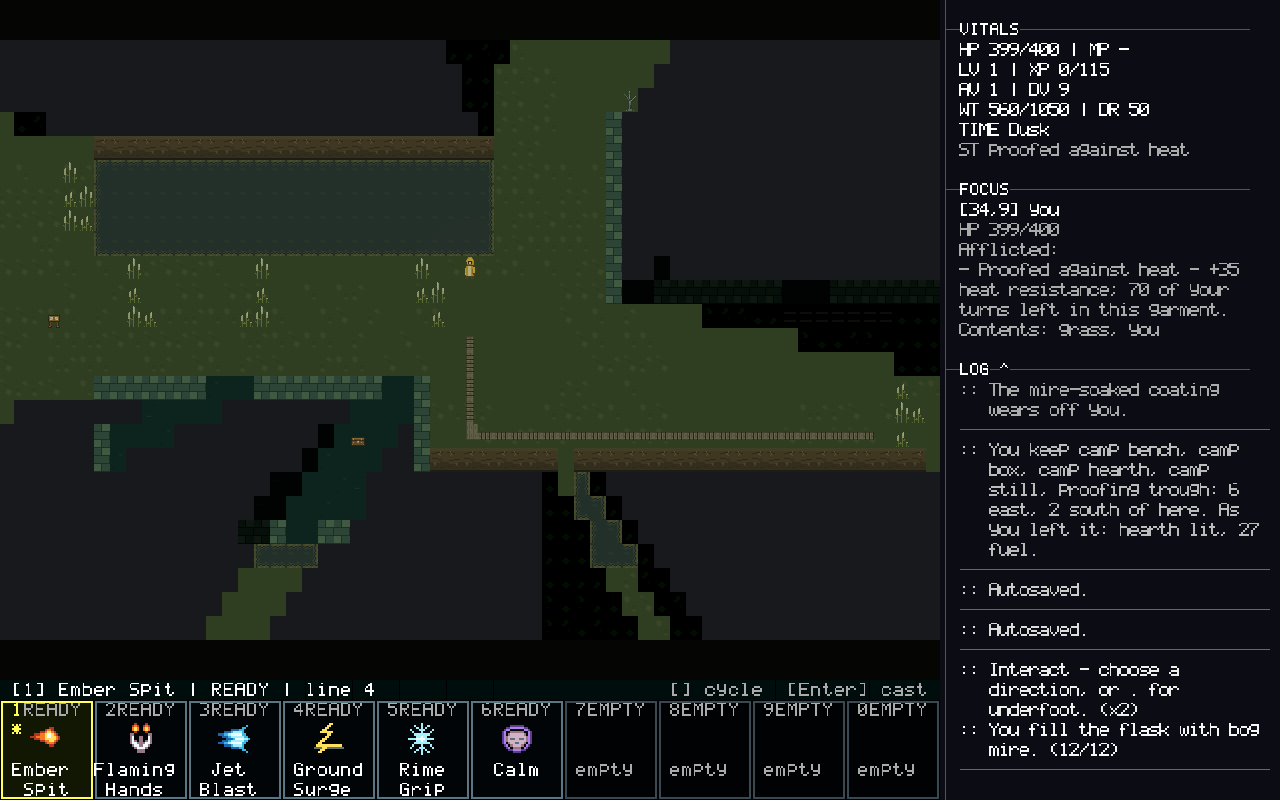 VITALS
HP 399/400 | MP -
LV 1 | XP 0/115
AV 1 | DV 9
WT 560/1050 | DR 50
TIME Dusk
ST Proofed against heat
FOCUS
[34,9] You
HP 399/400
Afflicted:
- Proofed against heat - +35
heat resistance; 70 of your
turns left in this garment.
Contents: grass, you
LOG ^
:: The mire-soaked coating
wears off you.
:: You keep camp bench, camp
box, camp hearth, camp
still, Proofing trough: 6
east, 2 south of here. As
you left it: hearth lit, 27
fuel.
:: Autosaved.
:: Autosaved.
:: Interact - choose a
direction, or . for
underfoot. (x2)
:: You fill the flask with bog
mire. (12/12)
[1] Ember Spit | READY | line 4
[] cycle [Enter] cast
1READY 2READY 3READY 4READY 5READY 6READY 7EMPTY 8EMPTY 9EMPTY 0EMPTY
*
Ember Flaming Jet Ground Rime Calm empty empty empty empty
Spit Hands Blast Surge Grip